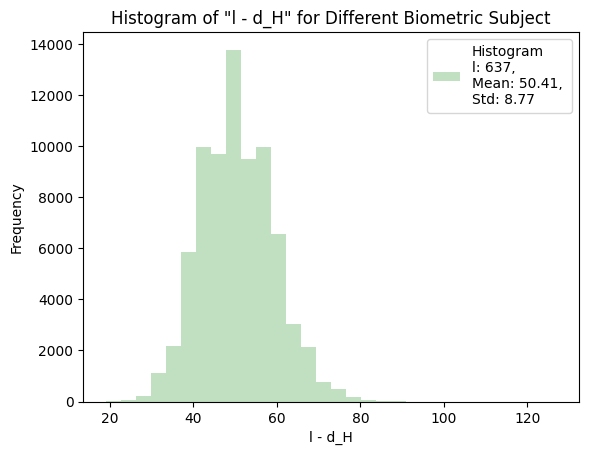 Histogram of "l - d_H" for Different Biometric Subject
Histogram
l: 637,
Mean: 50.41,
Std: 8.77
Frequency
14000
12000
10000
8000
6000
4000
2000
0
20 40 60 80 100 120
l - d_H